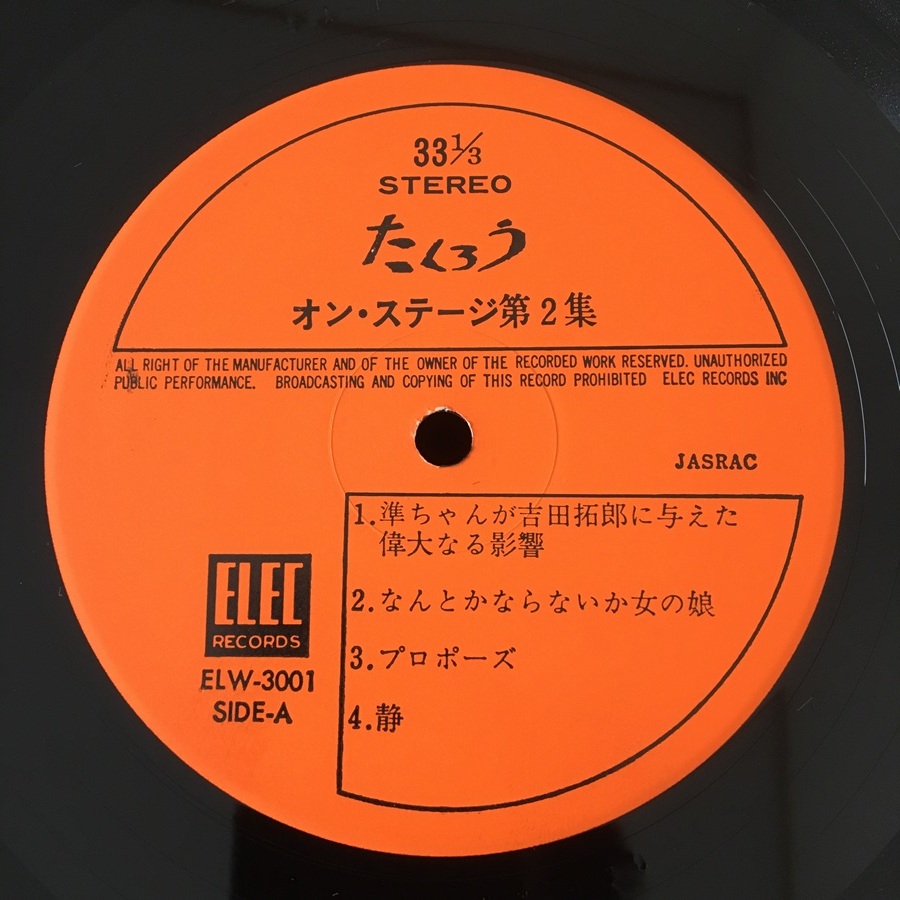 33⅓
STEREO
たくろう
オン・ステージ第2集
ALL RIGHT OF THE MANUFACTURER AND OF THE OWNER OF THE RECORDED WORK RESERVED. UNAUTHORIZED
PUBLIC PERFORMANCE. BROADCASTING AND COPYING OF THIS RECORD PROHIBITED ELEC RECORDS INC
JASRAC
1.準ちゃんが吉田拓郎に与えた
偉大なる影響
2.なんとかならないか女の娘
3.プロポーズ
4.静
ELEC
RECORDS
ELW-3001
SIDE-A